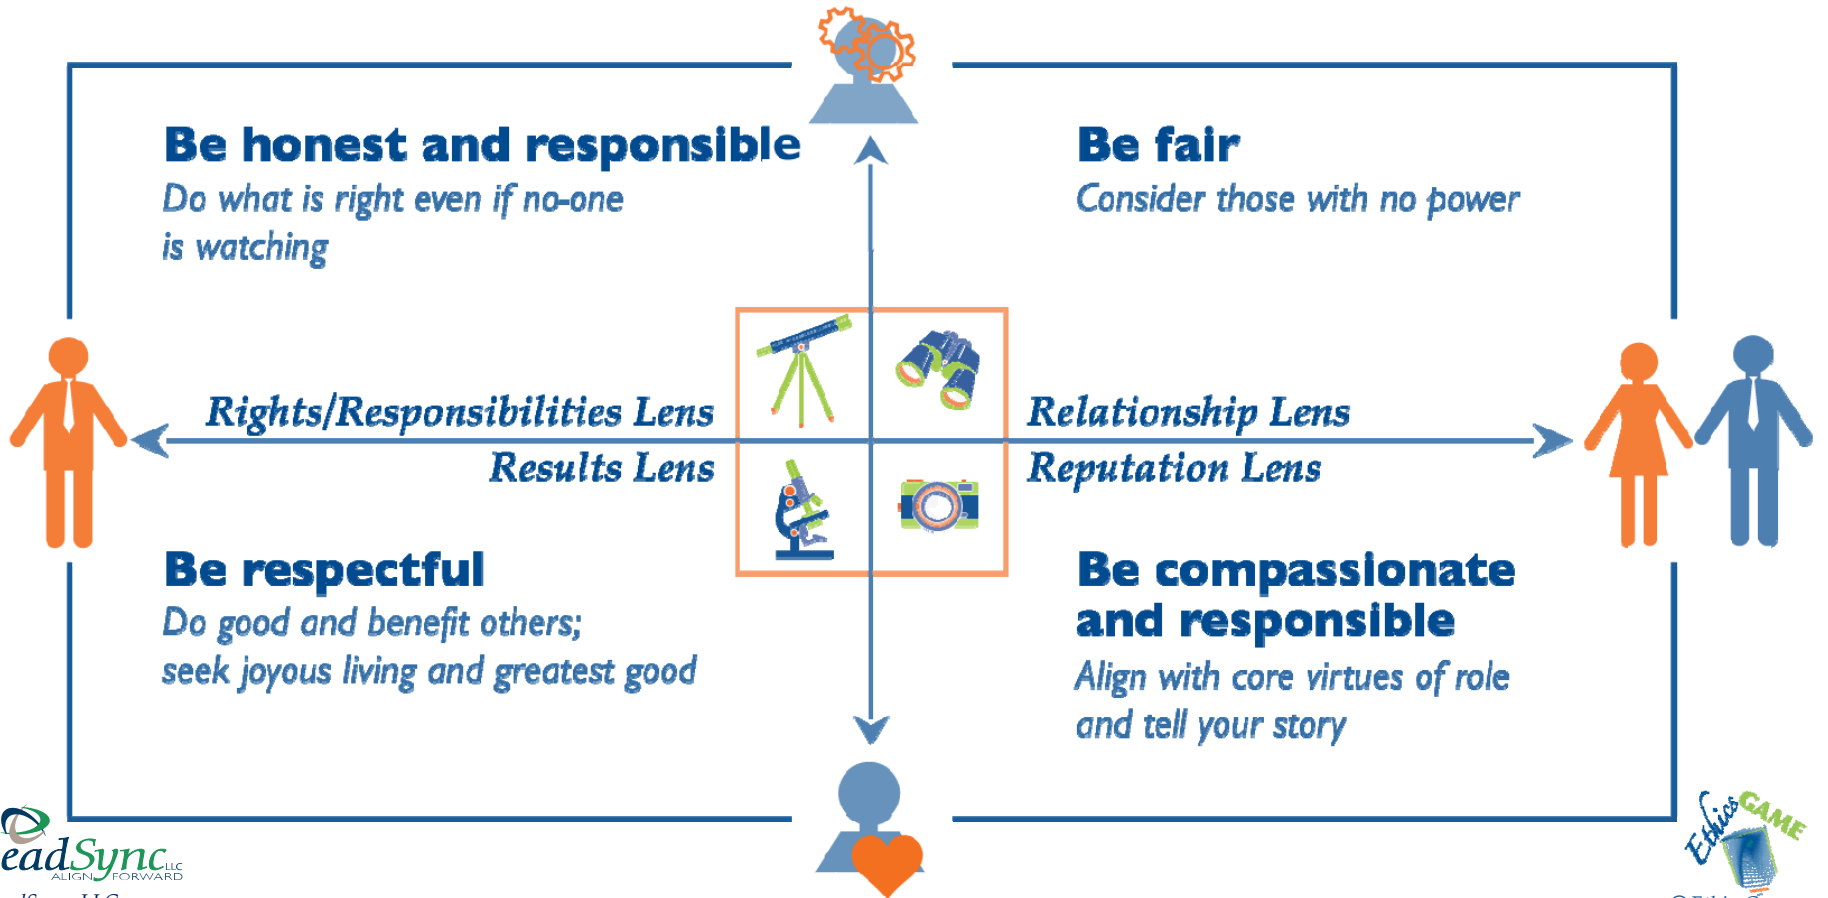 Be honest and responsible
Do what is right even if no-one
is watching
Be fair
Consider those with no power
Rights/Responsibilities Lens
Relationship Lens
Results Lens
Reputation Lens
Be respectful
Do good and benefit others;
seek joyous living and greatest good
Be compassionate
and responsible
Align with core virtues of role
and tell your story
eadSync LLC
ALIGN FORWARD
Ethics GAME